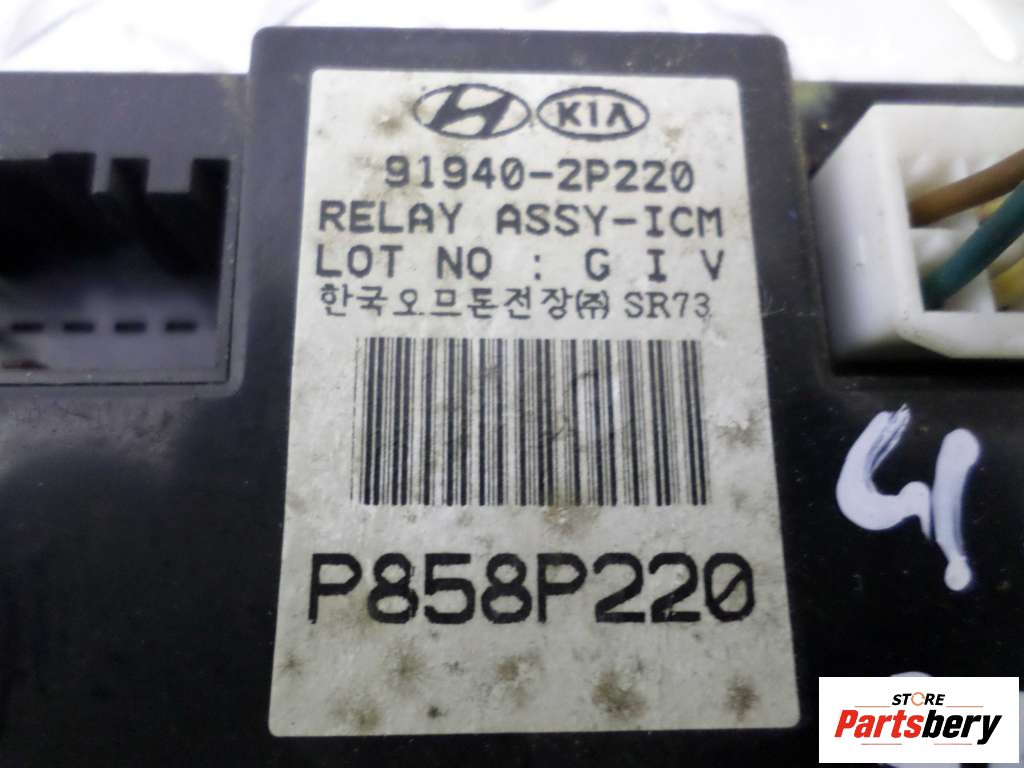 KIA
91940-2P220
RELAY ASSY-ICM
LOT NO : G I V
한국오므돈전장(주) SR73
P858P220
STORE
Partsbery